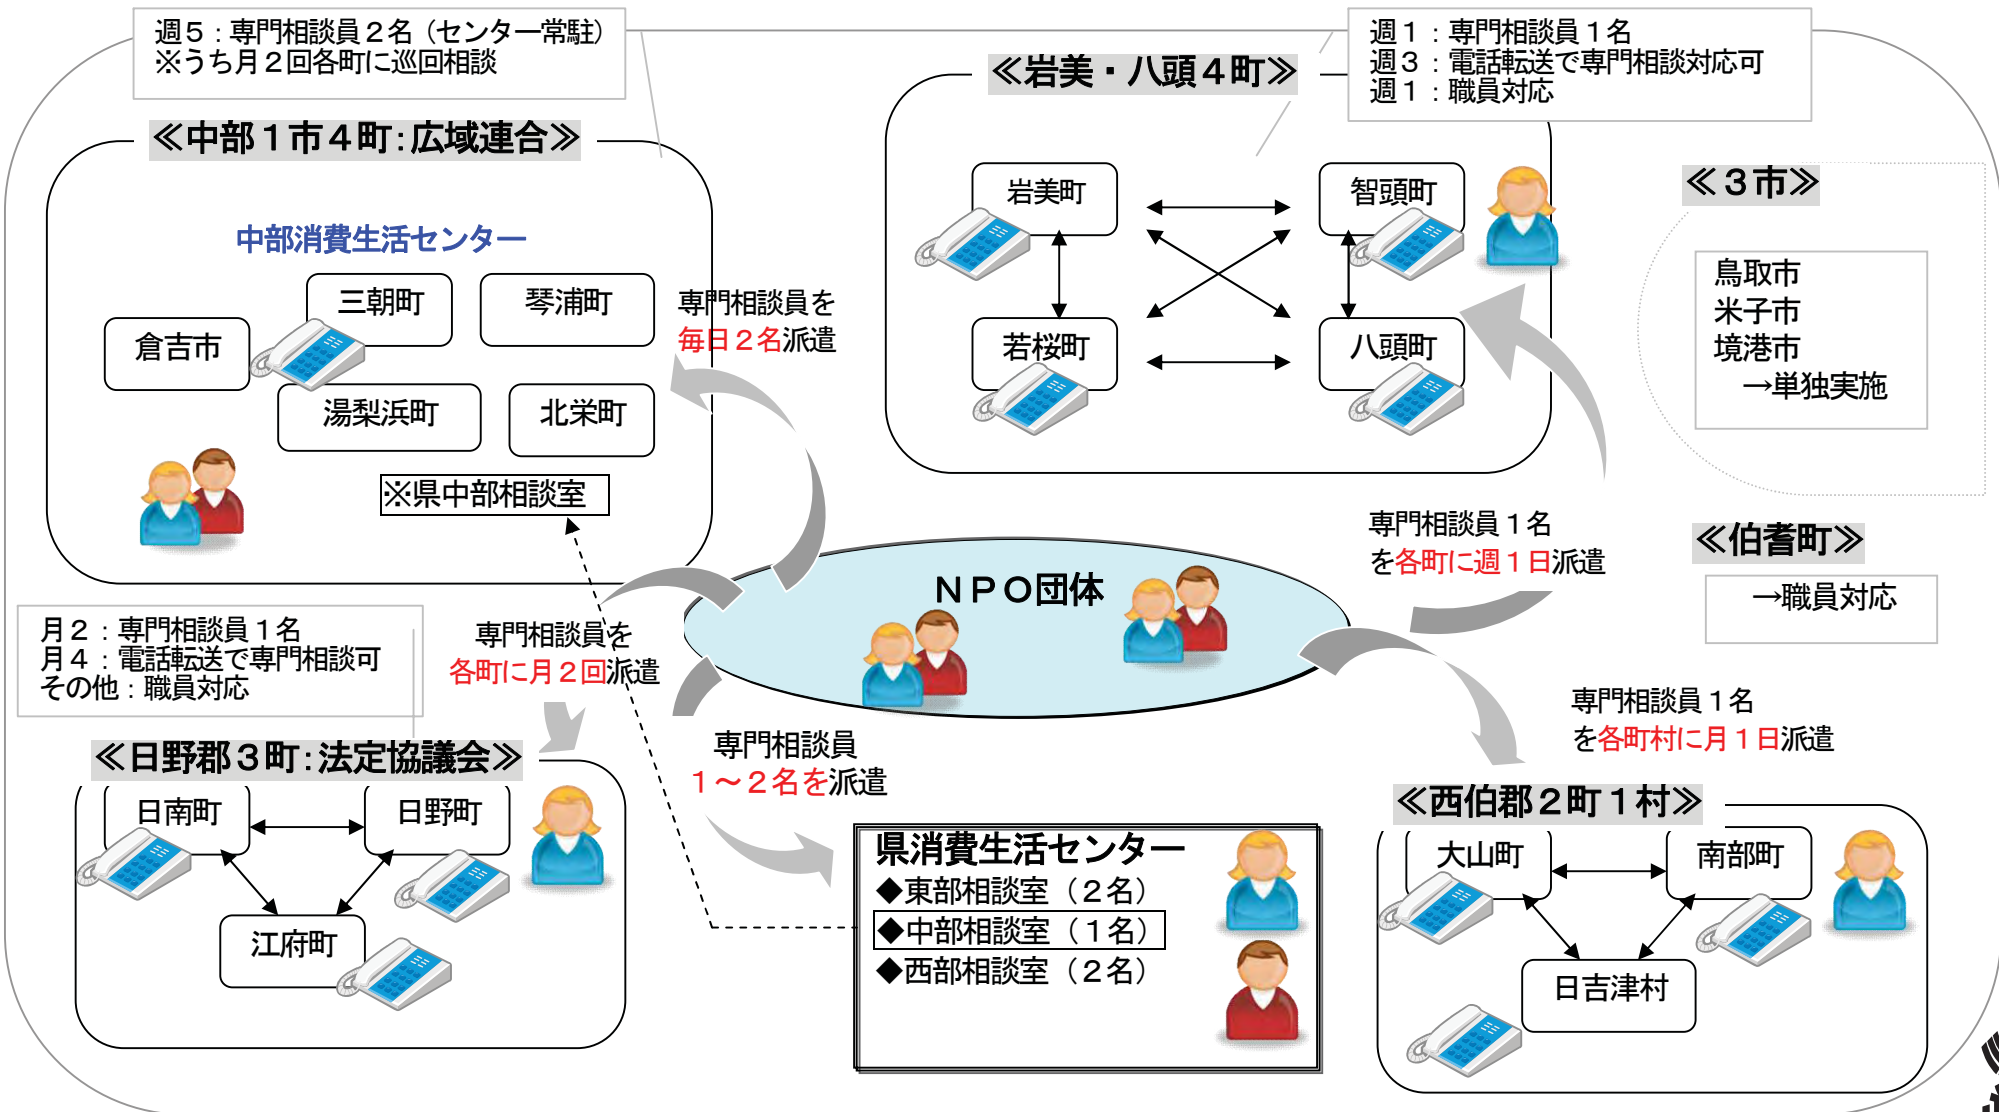 週５：専門相談員２名（センター常駐）
※うち月２回各町に巡回相談
≪中部１市４町：広域連合≫
中部消費生活センター
三朝町
琴浦町
倉吉市
湯梨浜町
北栄町
※県中部相談室
専門相談員を
毎日２名派遣
≪岩美・八頭４町≫
週１：専門相談員１名
週３：電話転送で専門相談対応可
週１：職員対応
岩美町
智頭町
若桜町
八頭町
≪３市≫
鳥取市
米子市
境港市
→単独実施
専門相談員１名
を各町に週１日派遣
≪伯耆町≫
→職員対応
ＮＰＯ団体
月２：専門相談員１名
月４：電話転送で専門相談可
その他：職員対応
専門相談員を
各町に月２回派遣
≪日野郡３町：法定協議会≫
日南町
日野町
江府町
専門相談員
１～２名を派遣
県消費生活センター
◆東部相談室（２名）
◆中部相談室（１名）
◆西部相談室（２名）
専門相談員１名
を各町村に月１日派遣
≪西伯郡２町１村≫
大山町
南部町
日吉津村